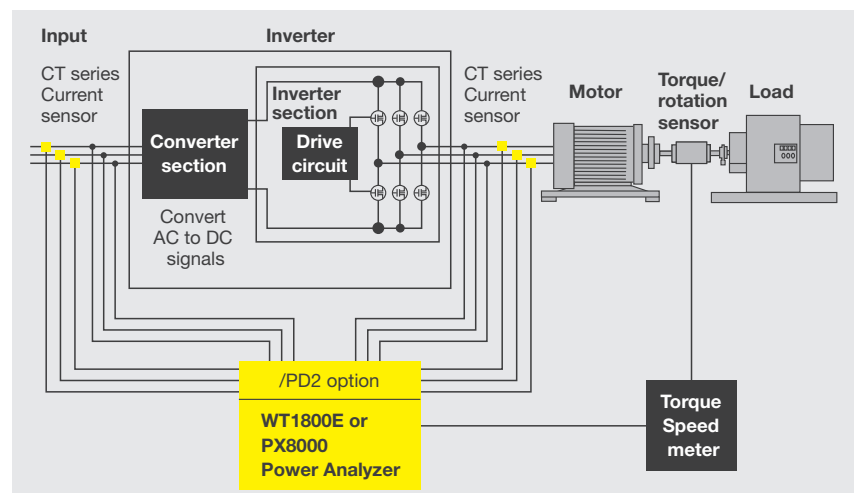 Input
Inverter
CT series
Current
sensor
Inverter
section
CT series
Current
sensor
Motor
Torque/
rotation
sensor
Load
Converter
section
Drive
circuit
Convert
AC to DC
signals
000
/PD2 option
WT1800E or
PX8000
Power Analyzer
Torque
Speed
meter